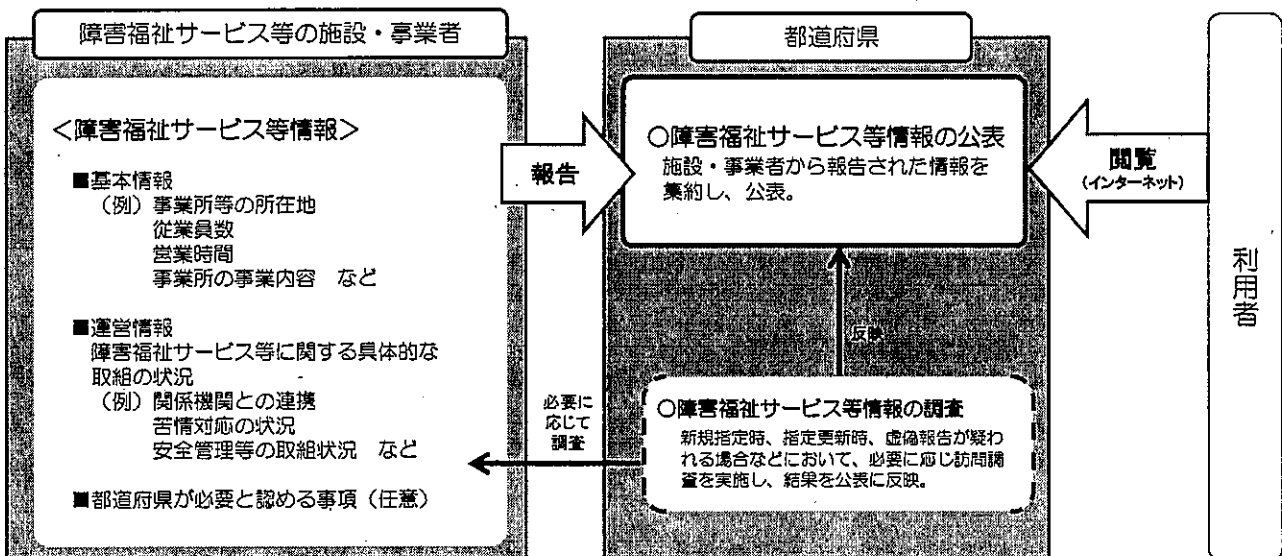 障害福祉サービス等の施設・事業者
＜障害福祉サービス等情報＞
■基本情報
（例）事業所等の所在地
従業員数
営業時間
事業所の事業内容　など
■運営情報
障害福祉サービス等に関する具体的な
取組の状況
（例）関係機関との連携
苦情対応の状況
安全管理等の取組状況　など
■都道府県が必要と認める事項（任意）
報告
必要に
応じて
調査
都道府県
○障害福祉サービス等情報の公表
施設・事業者から報告された情報を
集約し、公表。
反映
○障害福祉サービス等情報の調査
新規指定時、指定更新時、虚偽報告が疑わ
れる場合などにおいて、必要に応じ訪問調
査を実施し、結果を公表に反映。
閲覧
（インターネット）
利用者